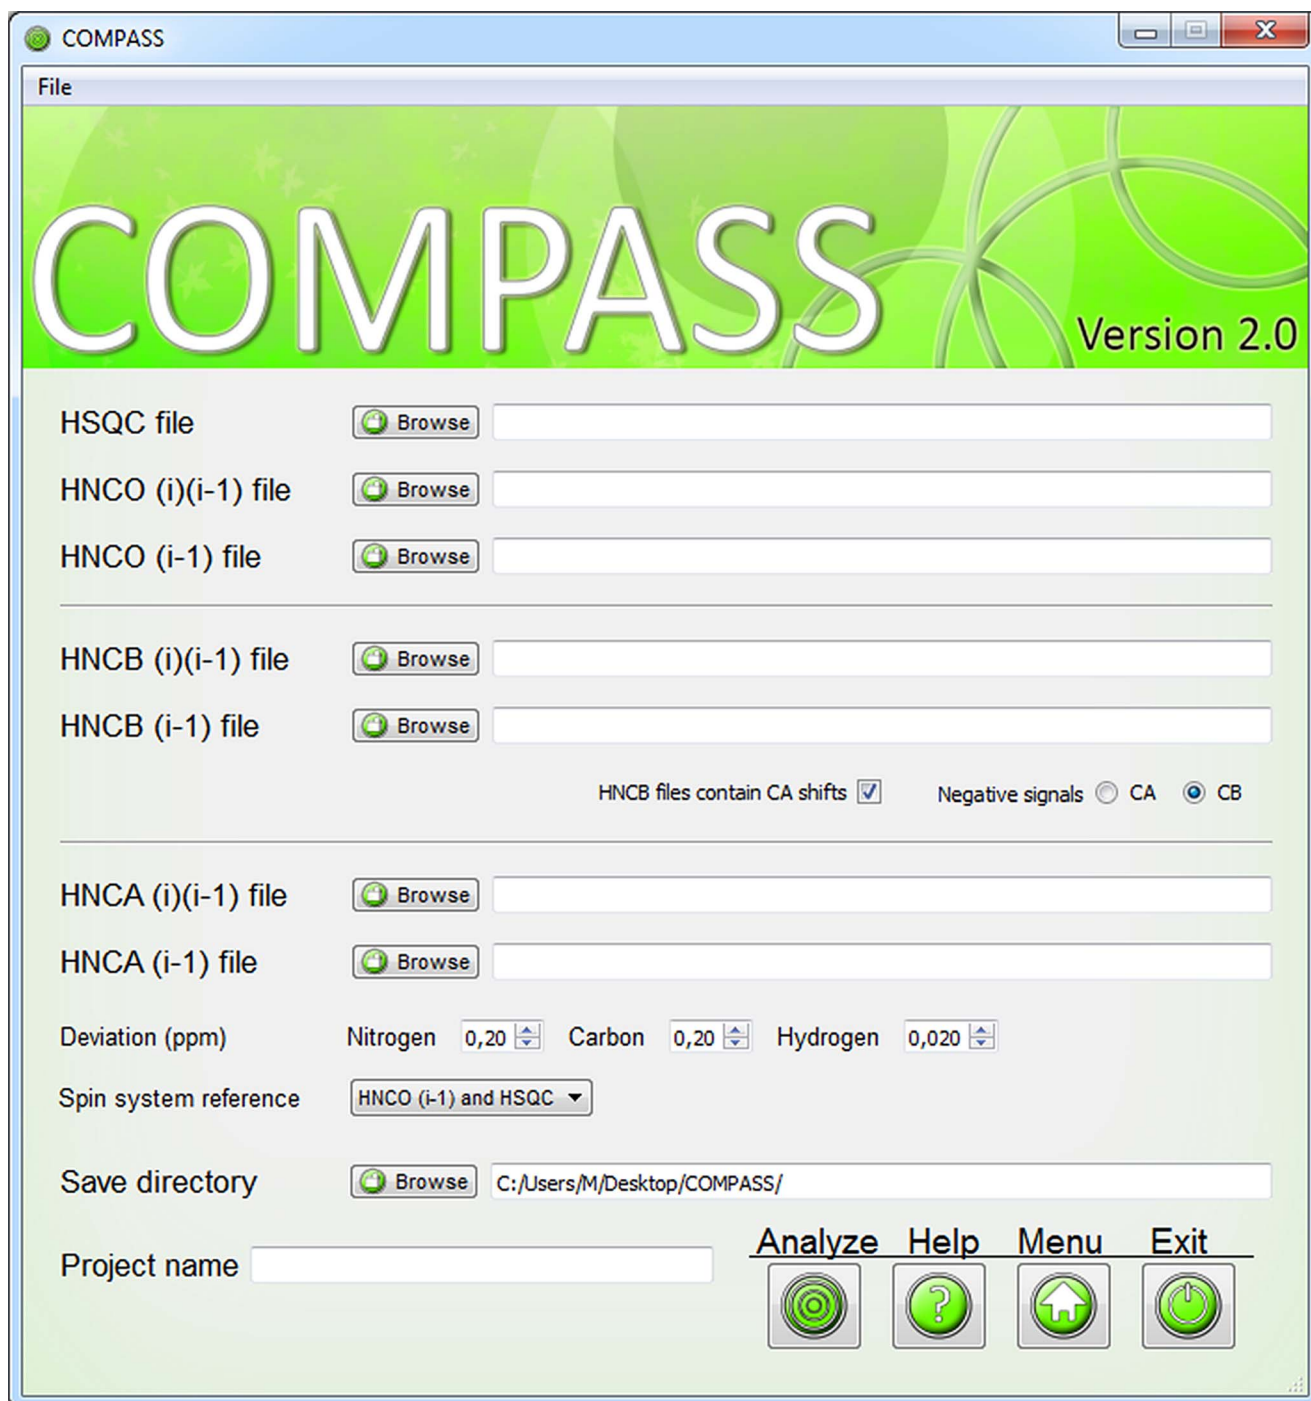 COMPASS
File
COMPASS
Version 2.0
HSQC file Browse
HNCO (i)(i-1) file Browse
HNCO (i-1) file Browse
HNCB (i)(i-1) file Browse
HNCB (i-1) file Browse
HNCB files contain CA shifts Negative signals CA CB
HNCA (i)(i-1) file Browse
HNCA (i-1) file Browse
Deviation (ppm) Nitrogen 0,20 Carbon 0,20 Hydrogen 0,020
Spin system reference HNCO (i-1) and HSQC
Save directory Browse C:/Users/M/Desktop/COMPASS/
Analyze Help Menu Exit
Project name
?